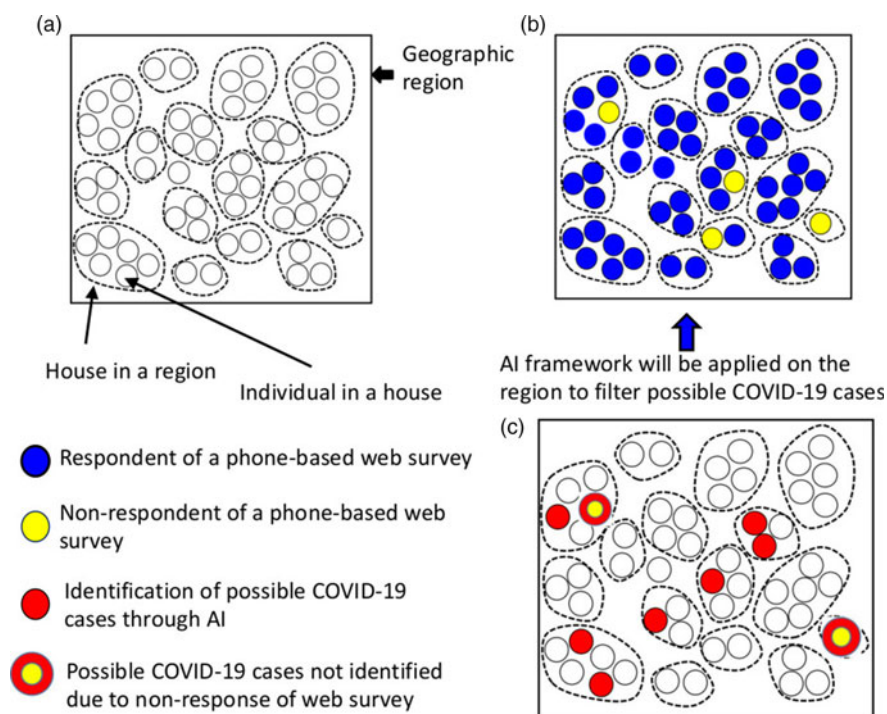 (a)
Geographic
region
(b)
House in a region
Individual in a house
AI framework will be applied on the
region to filter possible COVID-19 cases
(c)
Respondent of a phone-based web survey
Non-respondent of a phone-based web
survey
Identification of possible COVID-19
cases through AI
Possible COVID-19 cases not identified
due to non-response of web survey